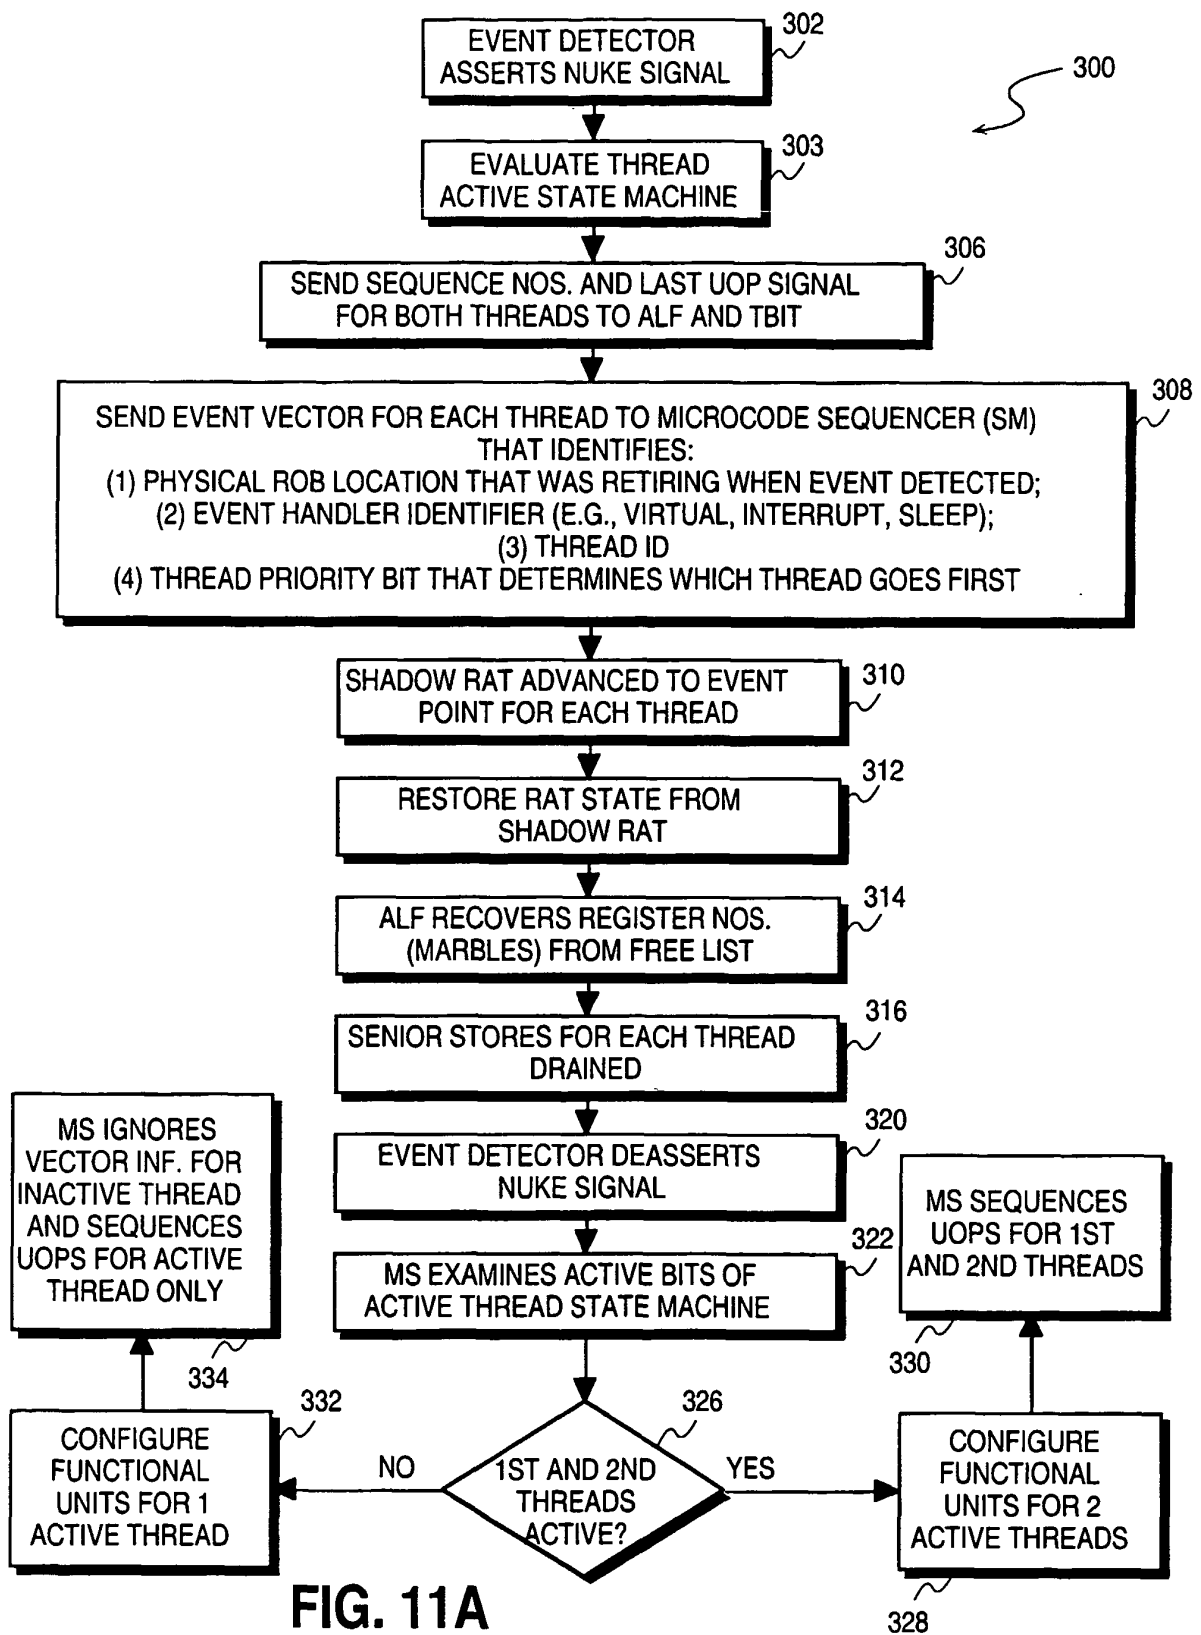 302
EVENT DETECTOR
ASSERTS NUKE SIGNAL
300
303
EVALUATE THREAD
ACTIVE STATE MACHINE
306
SEND SEQUENCE NOS. AND LAST UOP SIGNAL
FOR BOTH THREADS TO ALF AND TBIT
308
SEND EVENT VECTOR FOR EACH THREAD TO MICROCODE SEQUENCER (SM)
THAT IDENTIFIES:
(1) PHYSICAL ROB LOCATION THAT WAS RETIRING WHEN EVENT DETECTED;
(2) EVENT HANDLER IDENTIFIER (E.G., VIRTUAL, INTERRUPT, SLEEP);
(3) THREAD ID
(4) THREAD PRIORITY BIT THAT DETERMINES WHICH THREAD GOES FIRST
310
SHADOW RAT ADVANCED TO EVENT
POINT FOR EACH THREAD
312
RESTORE RAT STATE FROM
SHADOW RAT
314
ALF RECOVERS REGISTER NOS.
(MARBLES) FROM FREE LIST
316
SENIOR STORES FOR EACH THREAD
DRAINED
320
EVENT DETECTOR DEASSERTS
NUKE SIGNAL
322
MS EXAMINES ACTIVE BITS OF
ACTIVE THREAD STATE MACHINE
326
1ST AND 2ND
THREADS
ACTIVE?
NO
YES
332
CONFIGURE
FUNCTIONAL
UNITS FOR 1
ACTIVE THREAD
MS IGNORES
VECTOR INF. FOR
INACTIVE THREAD
AND SEQUENCES
UOPS FOR ACTIVE
THREAD ONLY
334
CONFIGURE
FUNCTIONAL
UNITS FOR 2
ACTIVE THREADS
328
MS SEQUENCES
UOPS FOR 1ST
AND 2ND THREADS
330
FIG. 11A